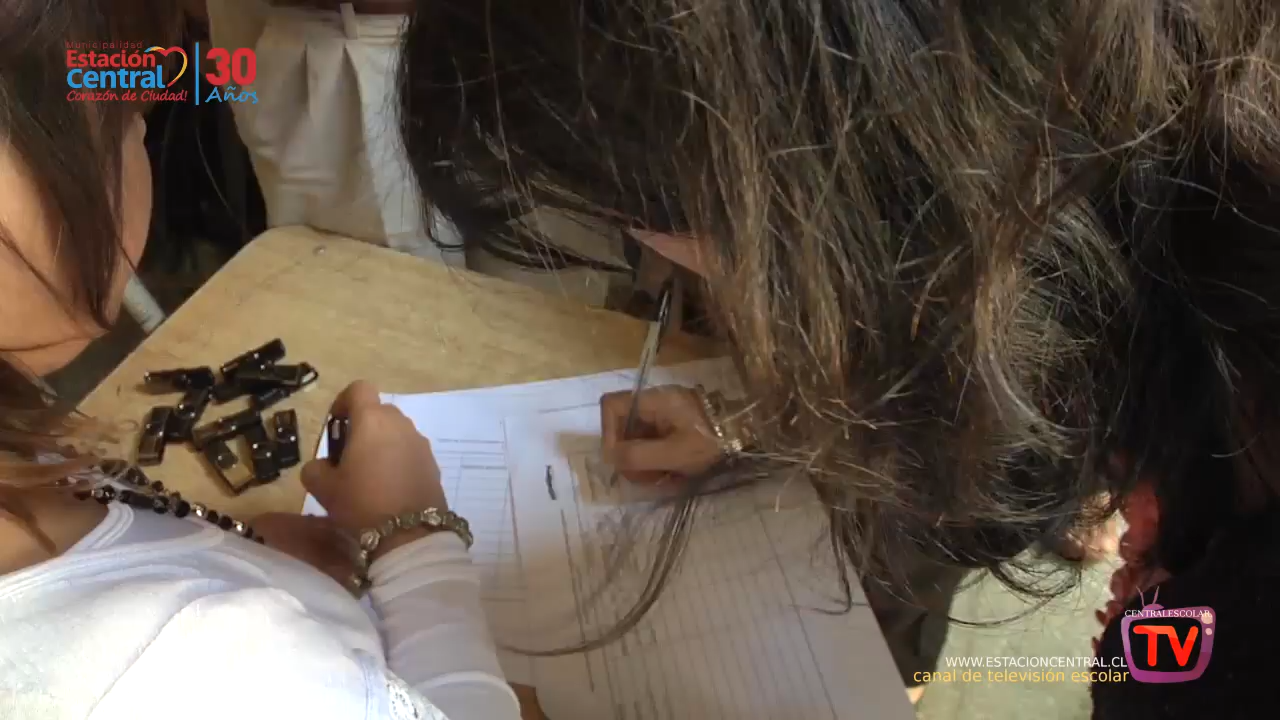 Municipalidad
Estación
Central
Corazón de Ciudad!
30
Años
CENTRALESCOLAR
TV
WWW.ESTACIONCENTRAL.CL
canal de televisión escolar